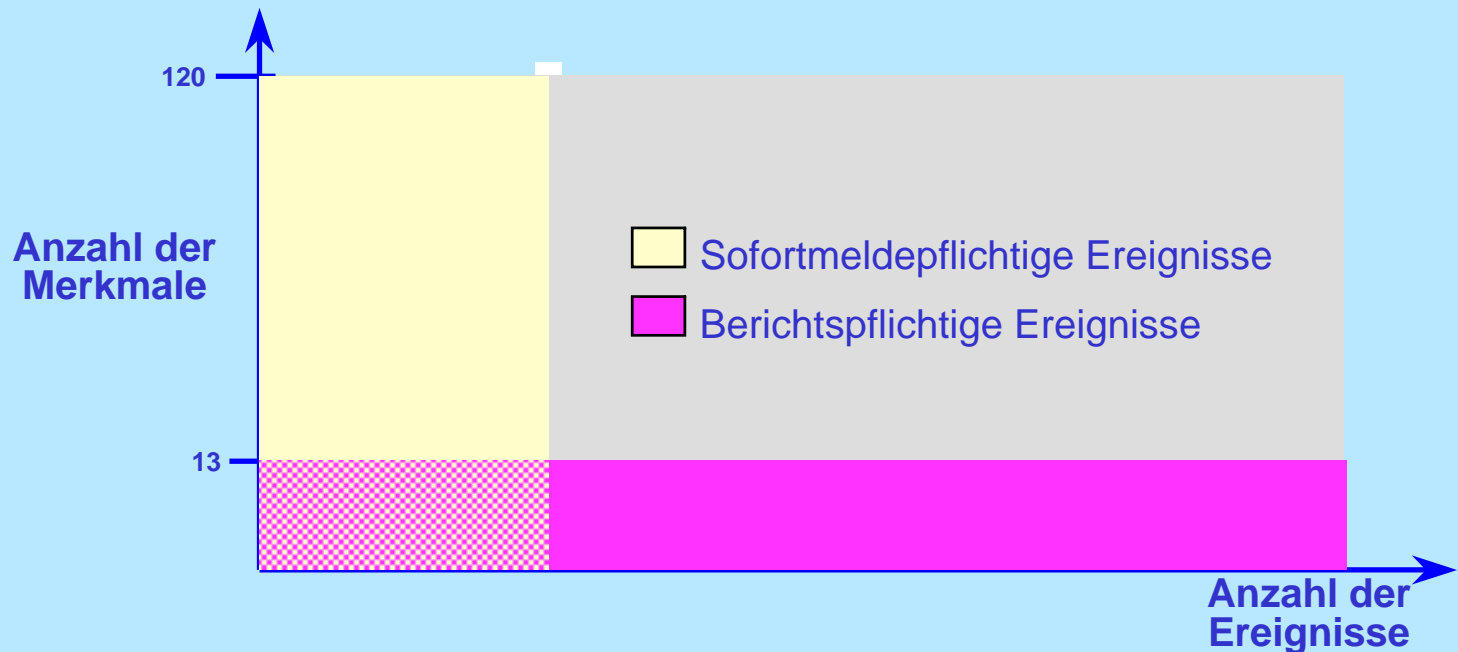 120
Anzahl der
Merkmale
Sofortmeldepflichtige Ereignisse
Berichtspflichtige Ereignisse
13
Anzahl der
Ereignisse